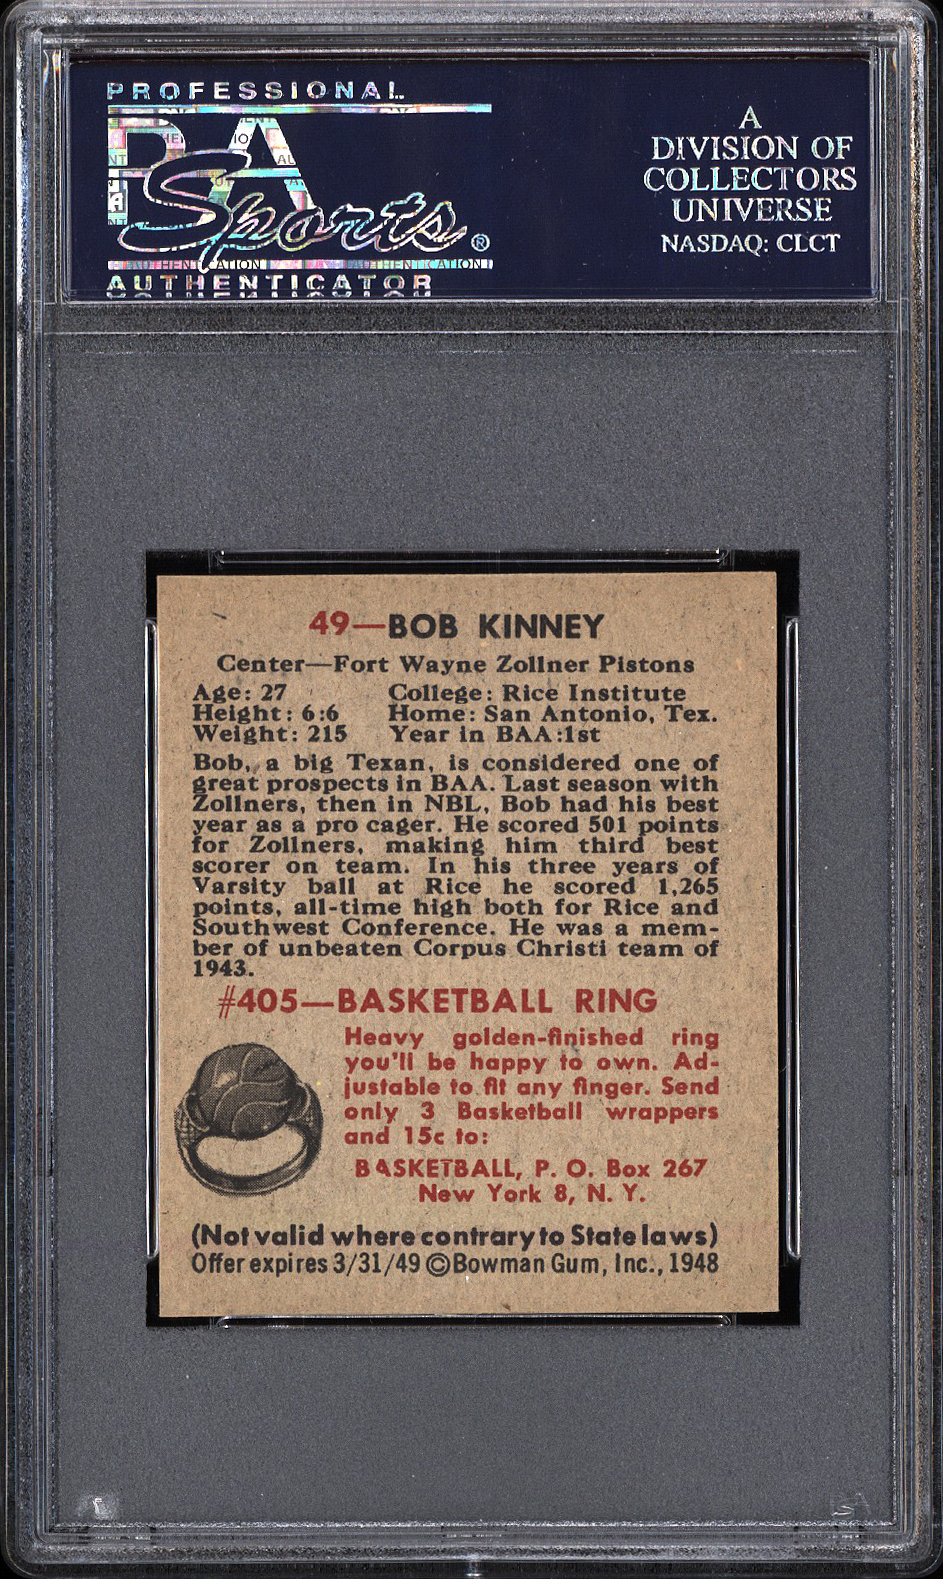 PROFESSIONAL
PSA
Sports®
AUTHENTICATION AUTHENTICATION
AUTHENTICATOR
A
DIVISION OF
COLLECTORS
UNIVERSE
NASDAQ: CLCT
49—BOB KINNEY
Center—Fort Wayne Zollner Pistons
Age: 27 College: Rice Institute
Height: 6:6 Home: San Antonio, Tex.
Weight: 215 Year in BAA:1st
Bob, a big Texan, is considered one of
great prospects in BAA. Last season with
Zollners, then in NBL, Bob had his best
year as a pro cager. He scored 501 points
for Zollners, making him third best
scorer on team. In his three years of
Varsity ball at Rice he scored 1,265
points, all-time high both for Rice and
Southwest Conference. He was a mem-
ber of unbeaten Corpus Christi team of
1943.
#405—BASKETBALL RING
Heavy golden-finished ring
you'll be happy to own. Ad-
justable to fit any finger. Send
only 3 Basketball wrappers
and 15c to:
BASKETBALL, P. O. Box 267
New York 8, N. Y.
(Not valid where contrary to State laws)
Offer expires 3/31/49 ©Bowman Gum, Inc., 1948